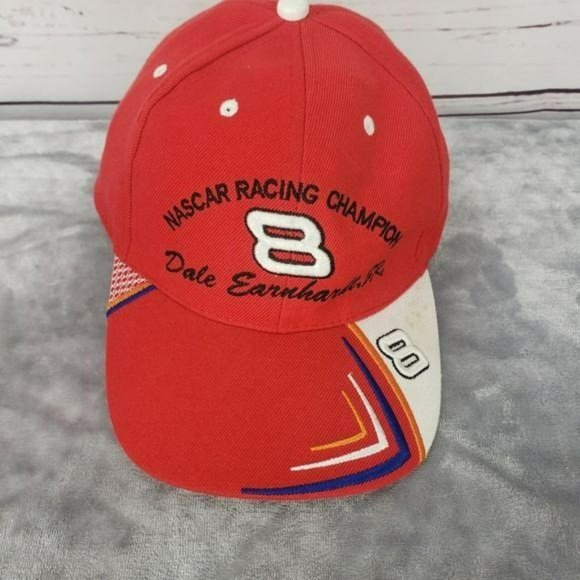 NASCAR RACING CHAMPION
8
Dale Earnhardt Jr.
8